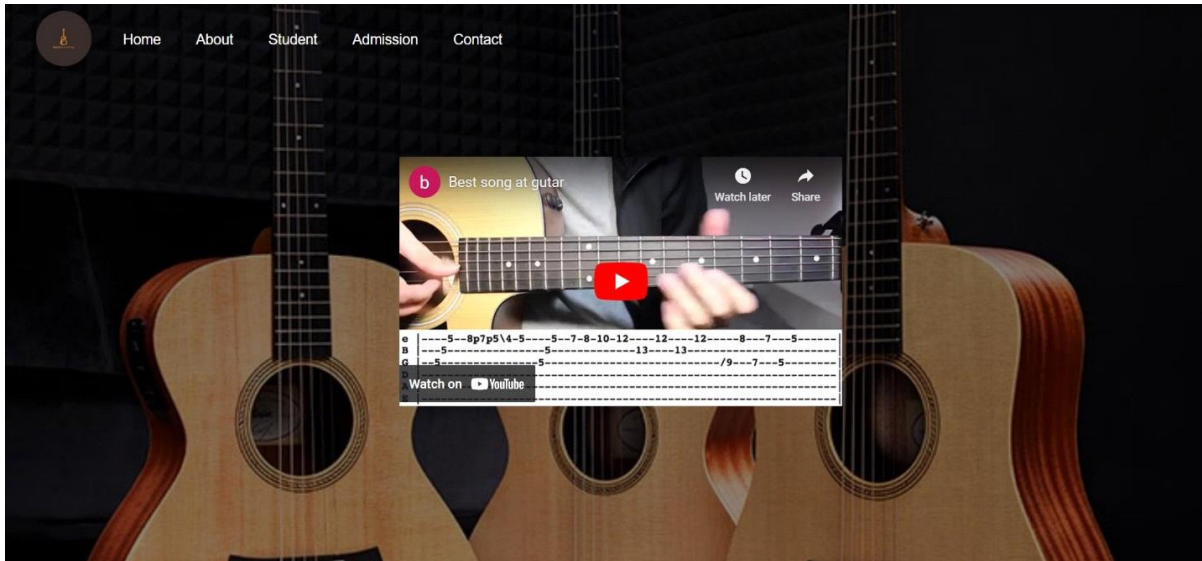 Home About Student Admission Contact
b Best song at gutar
Watch later Share
e |----5--8p7p5\4-5----5--7-8-10-12----12----12-----8---7---5------|
B |---5---------------5-------------13----13-----------------------|
G |--5---------------5---------------------------/9---7---5--------|
Watch on YouTube